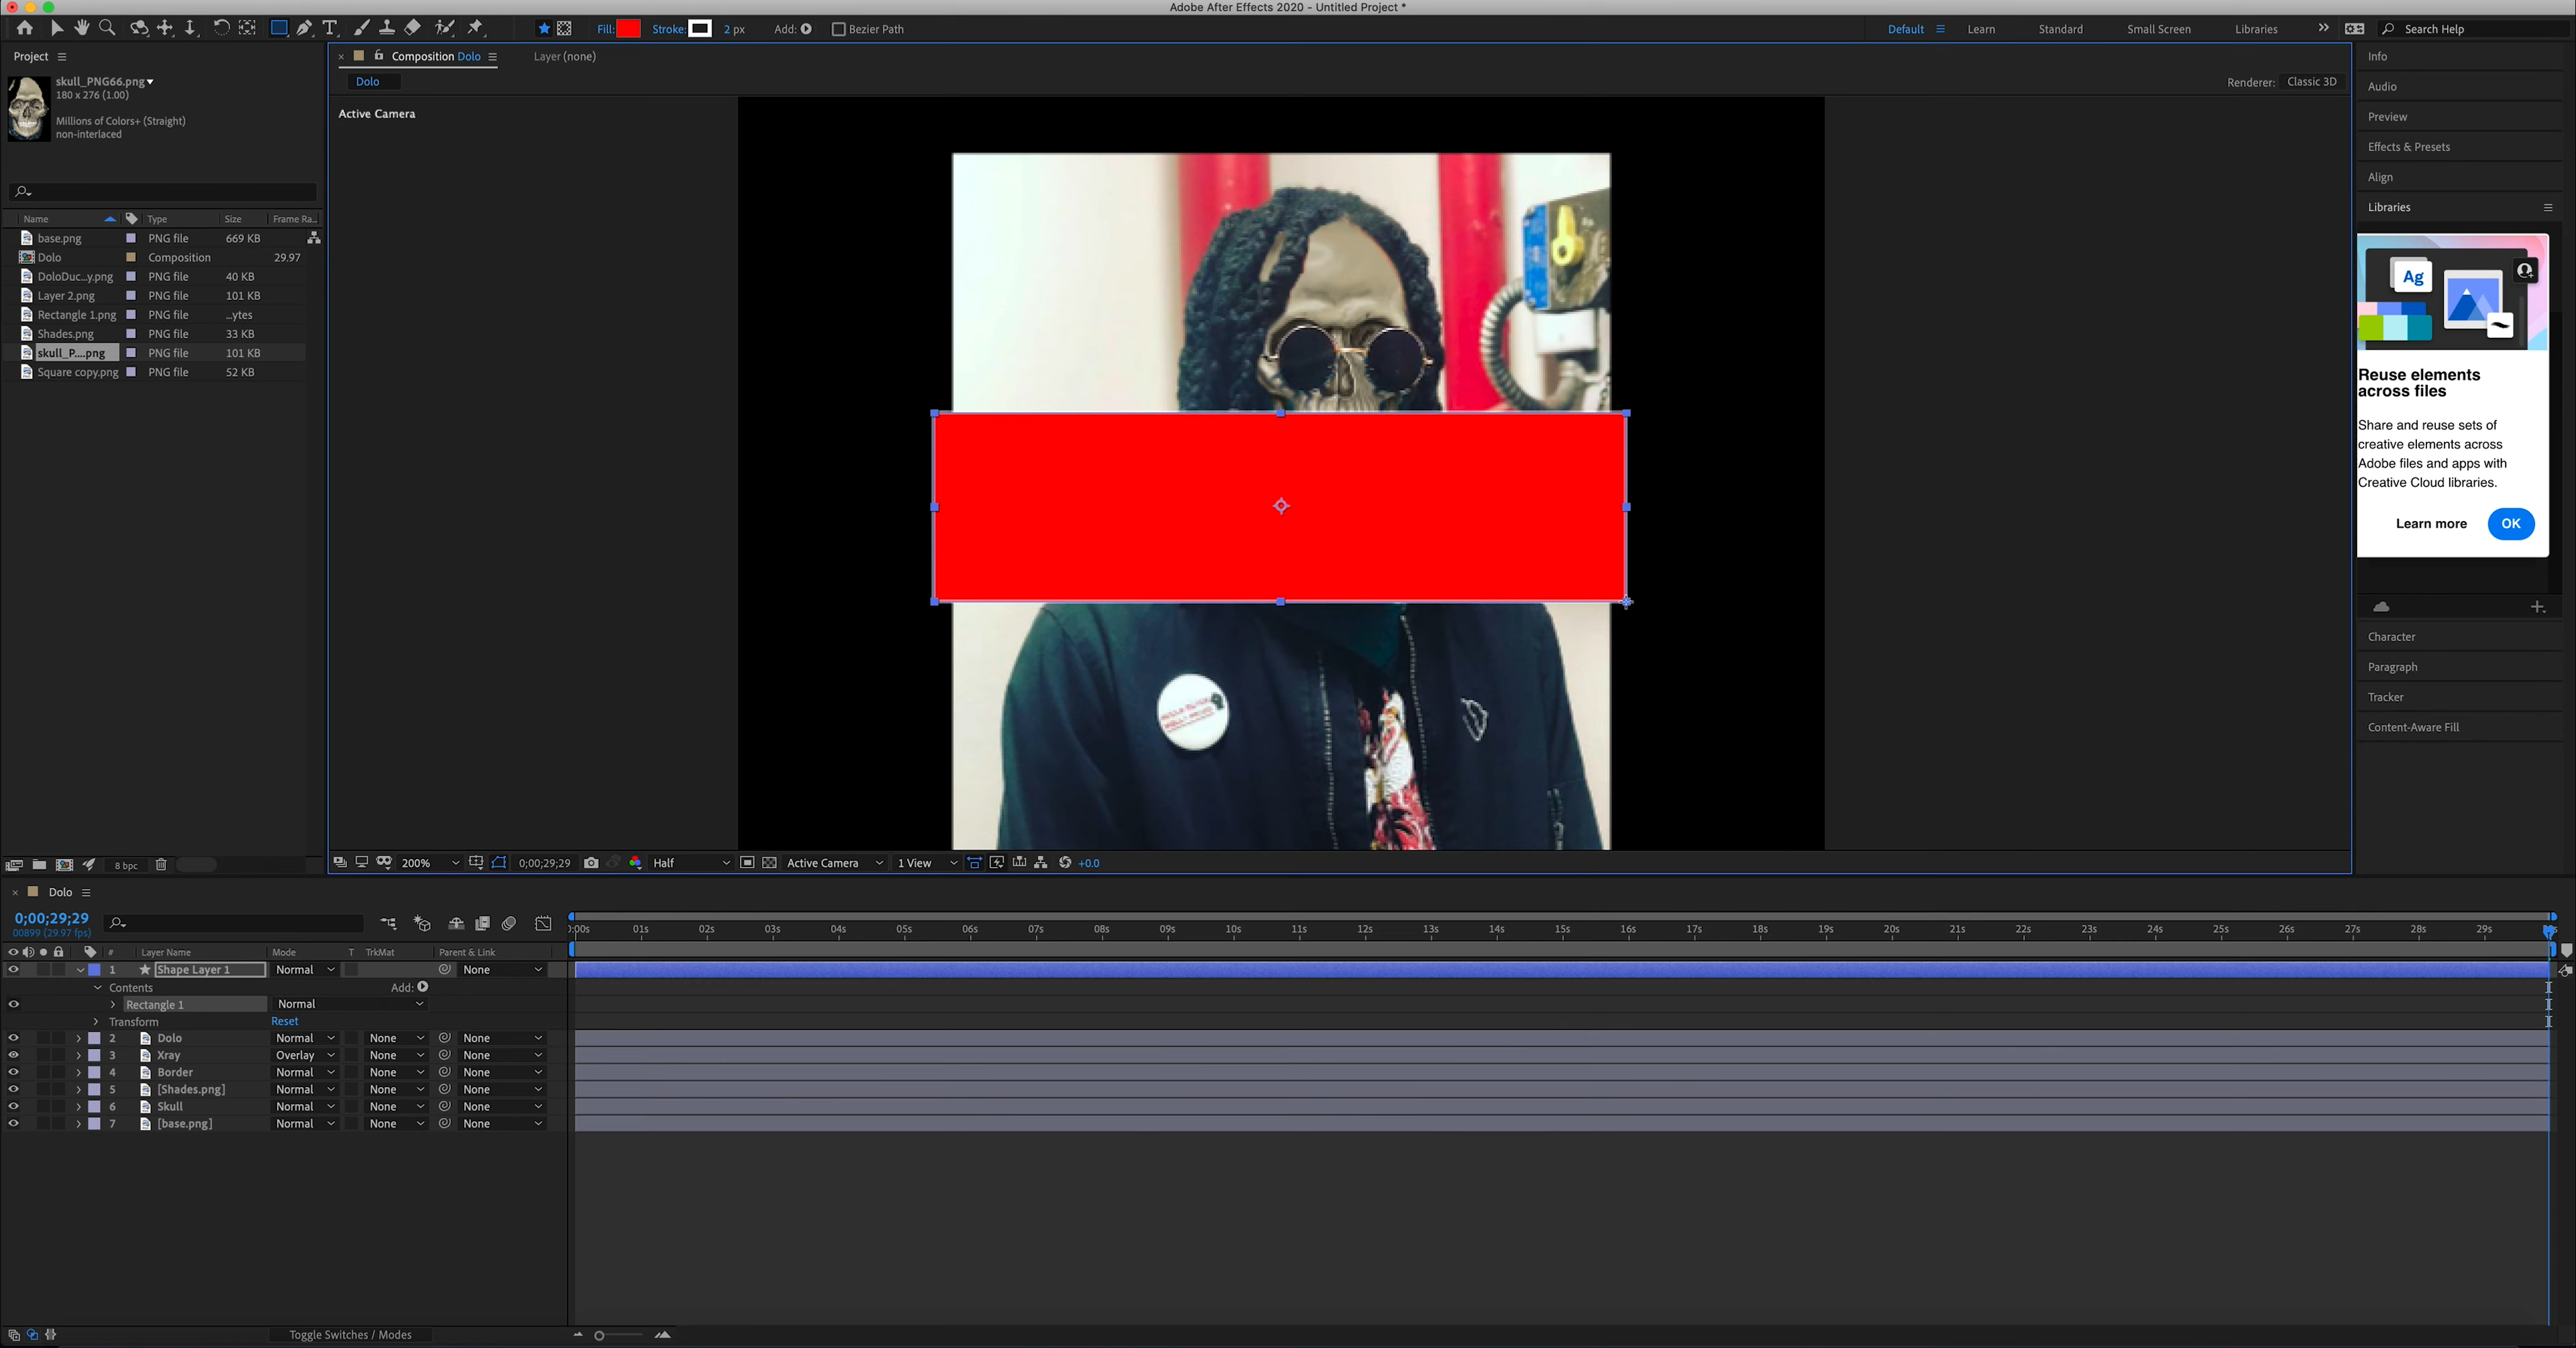 Adobe After Effects 2020 - Untitled Project *
Fill: Stroke: 2 px Add: Bezier Path Default Learn Standard Small Screen Libraries Search Help
Project
skull_PNG66.png
180 x 276 (1.00)
Millions of Colors+ (Straight)
non-interlaced
Name Type Size Frame Ra...
base.png PNG file 669 KB
Dolo Composition 29.97
DoloDuc...y.png PNG file 40 KB
Layer 2.png PNG file 101 KB
Rectangle 1.png PNG file ...ytes
Shades.png PNG file 33 KB
skull_P....png PNG file 101 KB
Square copy.png PNG file 52 KB
8 bpc
Composition Dolo Layer (none)
Dolo
Renderer: Classic 3D
Active Camera
200% 0;00;29;29 Half Active Camera 1 View +0.0
Info
Audio
Preview
Effects & Presets
Align
Libraries
Ag
Reuse elements
across files
Share and reuse sets of
creative elements across
Adobe files and apps with
Creative Cloud libraries.
Learn more OK
Character
Paragraph
Tracker
Content-Aware Fill
Dolo
0;00;29;29
00899 (29.97 fps)
):00s 01s 02s 03s 04s 05s 06s 07s 08s 09s 10s 11s 12s 13s 14s 15s 16s 17s 18s 19s 20s 21s 22s 23s 24s 25s 26s 27s 28s 29s
# Layer Name Mode T TrkMat Parent & Link
1 Shape Layer 1 Normal None
Contents Add:
Rectangle 1 Normal
Transform Reset
2 Dolo Normal None None
3 Xray Overlay None None
4 Border Normal None None
5 [Shades.png] Normal None None
6 Skull Normal None None
7 [base.png] Normal None None
Toggle Switches / Modes